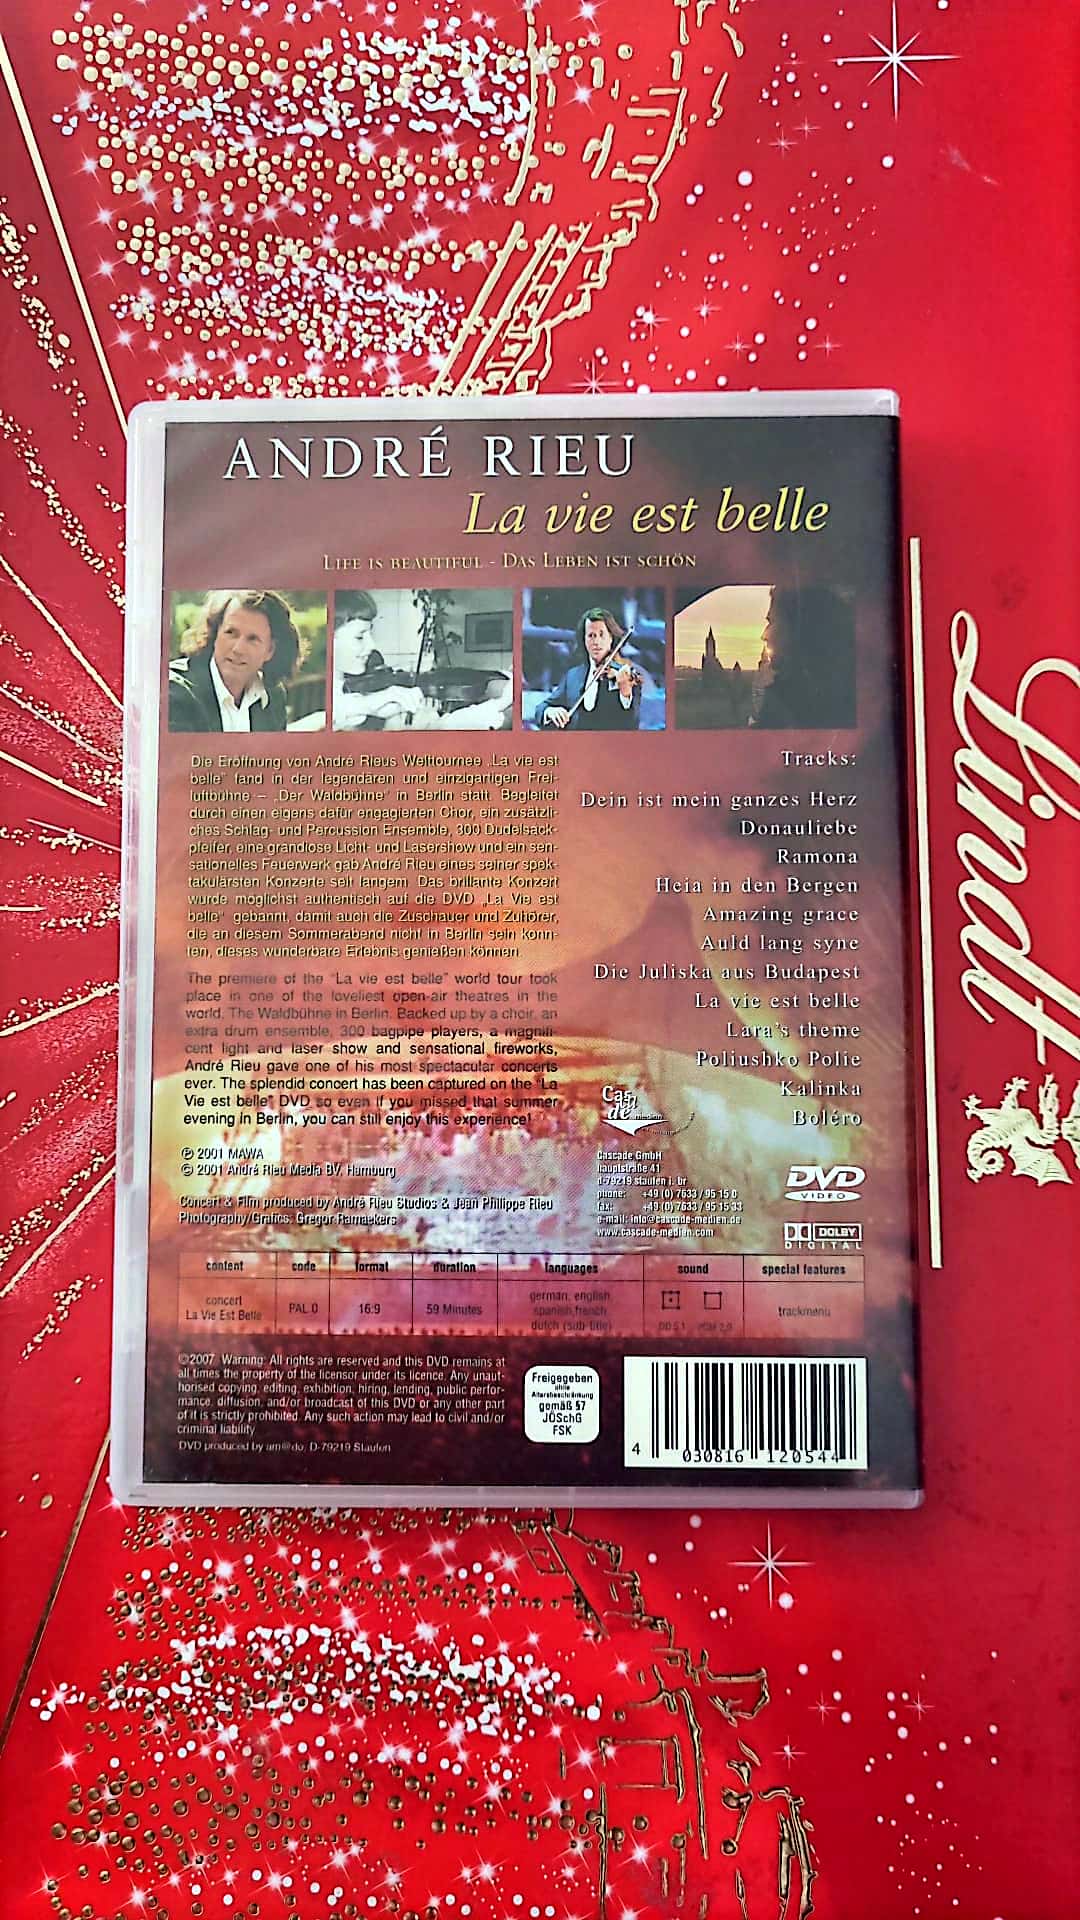 ANDRÉ RIEU
La vie est belle
LIFE IS BEAUTIFUL - DAS LEBEN IST SCHÖN
Die Eröffnung von André Rieus Welttournee „La vie est
belle" fand in der legendären und einzigartigen Frei-
luftbühne – „Der Waldbühne" in Berlin statt. Begleitet
durch einen eigens dafür engagierten Chor, ein zusätzli-
ches Schlag- und Percussion Ensemble, 300 Dudelsack-
pfeifer, eine grandiose Licht- und Lasershow und ein sen-
sationelles Feuerwerk gab André Rieu eines seiner spek-
takulärsten Konzerte seit langem. Das brillante Konzert
wurde möglichst authentisch auf die DVD „La Vie est
belle" gebannt, damit auch die Zuschauer und Zuhörer,
die an diesem Sommerabend nicht in Berlin sein konn-
ten, dieses wunderbare Erlebnis genießen können.
The premiere of the "La vie est belle" world tour took
place in one of the loveliest open-air theatres in the
world, The Waldbühne in Berlin. Backed up by a choir, an
extra drum ensemble, 300 bagpipe players, a magnifi-
cent light and laser show and sensational fireworks,
André Rieu gave one of his most spectacular concerts
ever. The splendid concert has been captured on the "La
Vie est belle" DVD so even if you missed that summer
evening in Berlin, you can still enjoy this experience!
Tracks:
Dein ist mein ganzes Herz
Donauliebe
Ramona
Heia in den Bergen
Amazing grace
Auld lang syne
Die Juliska aus Budapest
La vie est belle
Lara's theme
Poliushko Polie
Kalinka
Boléro
℗ 2001 MAWA
© 2001 André Rieu Media BV, Hamburg
Concert & Film produced by André Rieu Studios & Jean Philippe Rieu
Photography/Grafics: Gregor Ramaekers
Cascade medien
Cascade GmbH
hauptstraße 41
d-79219 staufen i. br
phone: +49 (0) 7633 / 95 15 0
fax: +49 (0) 7633 / 95 15 33
e-mail: info@cascade-medien.de
www.cascade-medien.com
DVD
VIDEO
DOLBY
DIGITAL
content code format duration languages sound special features
concert
La Vie Est Belle
PAL 0
16:9
59 Minutes
german, english,
spanish, french,
dutch (sub-title)
DD 5.1 PCM 2.0
trackmenu
©2007 Warning: All rights are reserved and this DVD remains at
all times the property of the licensor under its licence. Any unaut-
horised copying, editing, exhibition, hiring, lending, public perfor-
mance, diffusion, and/or broadcast of this DVD or any other part
of it is strictly prohibited. Any such action may lead to civil and/or
criminal liability
DVD produced by am@do, D-79219 Staufen
Freigegeben
ohne
Altersbeschränkung
gemäß §7
JÖSchG
FSK
4 030816 120544
Lindt